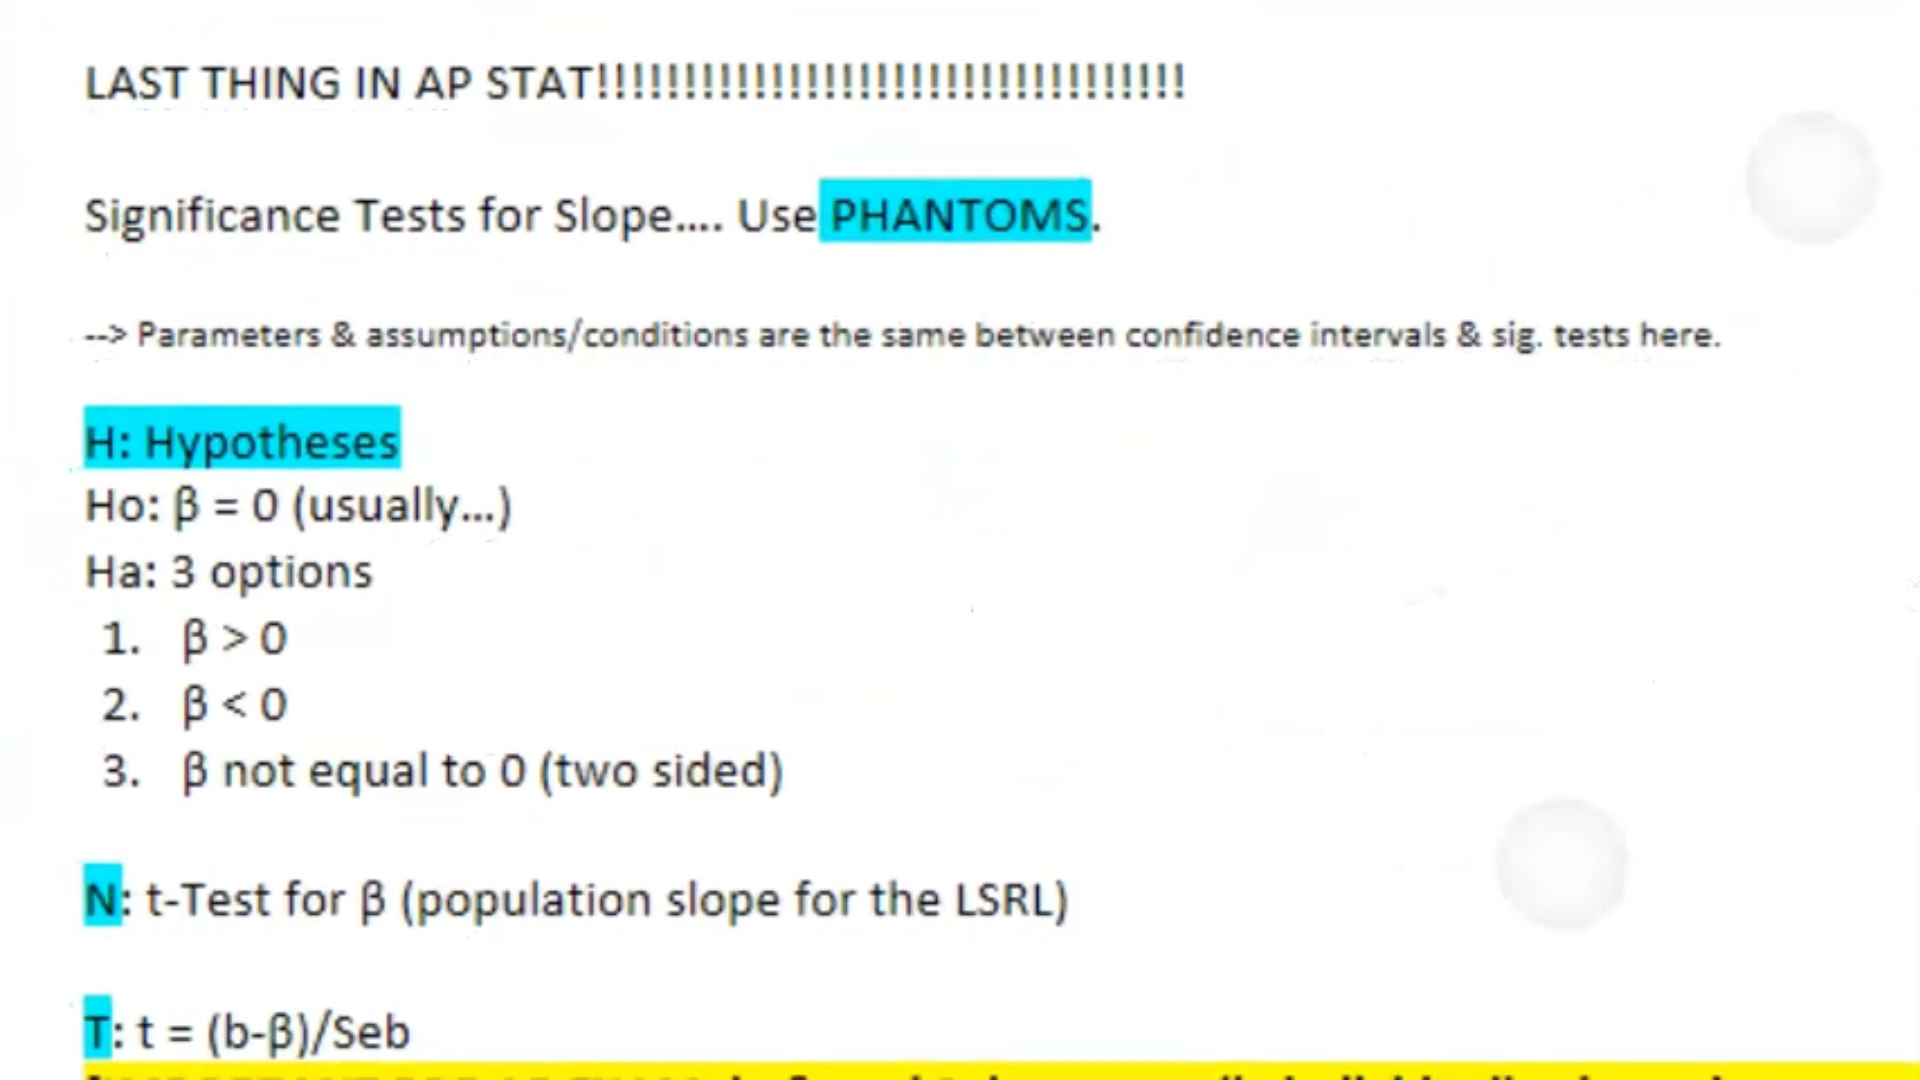 LAST THING IN AP STAT!!!!!!!!!!!!!!!!!!!!!!!!!!!!!!!!!!
Significance Tests for Slope.... Use PHANTOMS.
--> Parameters & assumptions/conditions are the same between confidence intervals & sig. tests here.
H: Hypotheses
Ho: β = 0 (usually...)
Ha: 3 options
1. β > 0
2. β < 0
3. β not equal to 0 (two sided)
N: t-Test for β (population slope for the LSRL)
T: t = (b-β)/Seb